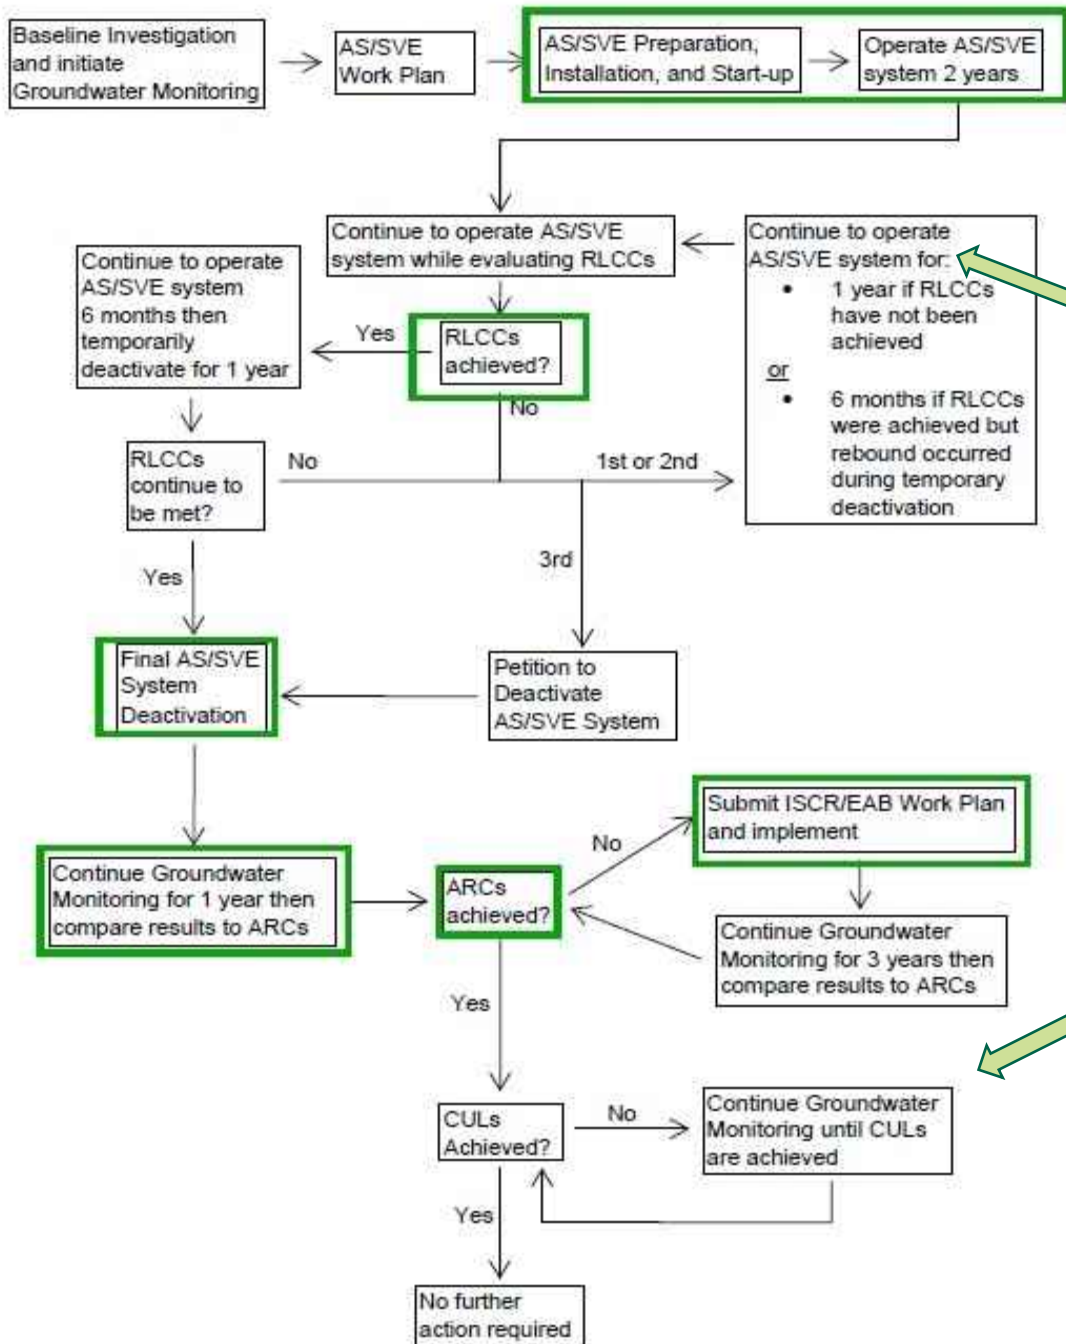 Baseline Investigation
and initiate
Groundwater Monitoring
AS/SVE
Work Plan
AS/SVE Preparation,
Installation, and Start-up
Operate AS/SVE
system 2 years
Continue to operate AS/SVE
system while evaluating RLCCs
Continue to operate
AS/SVE system for:
• 1 year if RLCCs
have not been
achieved
or
• 6 months if RLCCs
were achieved but
rebound occurred
during temporary
deactivation
Continue to operate
AS/SVE system
6 months then
temporarily
deactivate for 1 year
Yes
RLCCs
achieved?
No
RLCCs
continue to
be met?
No
1st or 2nd
3rd
Yes
Final AS/SVE
System
Deactivation
Petition to
Deactivate
AS/SVE System
Continue Groundwater
Monitoring for 1 year then
compare results to ARCs
ARCs
achieved?
No
Submit ISCR/EAB Work Plan
and implement
Continue Groundwater
Monitoring for 3 years then
compare results to ARCs
Yes
CULs
Achieved?
No
Continue Groundwater
Monitoring until CULs
are achieved
Yes
No further
action required